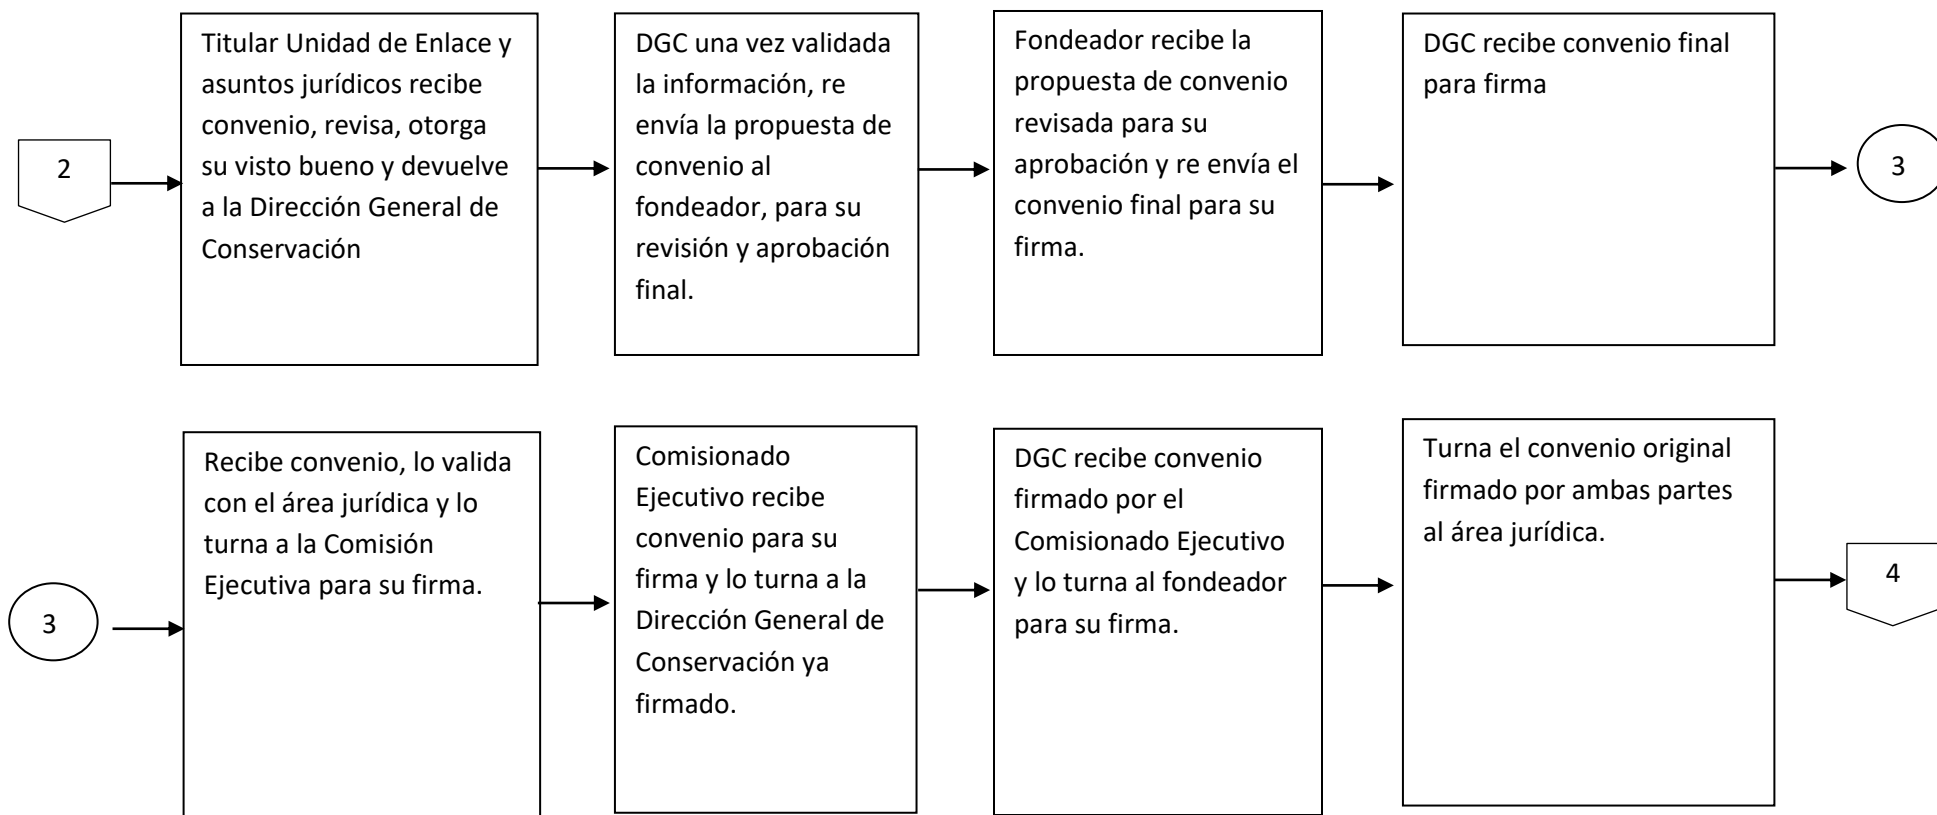 2
Titular Unidad de Enlace y
asuntos jurídicos recibe
convenio, revisa, otorga
su visto bueno y devuelve
a la Dirección General de
Conservación
DGC una vez validada
la información, re
envía la propuesta de
convenio al
fondeador, para su
revisión y aprobación
final.
Fondeador recibe la
propuesta de convenio
revisada para su
aprobación y re envía el
convenio final para su
firma.
DGC recibe convenio final
para firma
3
3
Recibe convenio, lo valida
con el área jurídica y lo
turna a la Comisión
Ejecutiva para su firma.
Comisionado
Ejecutivo recibe
convenio para su
firma y lo turna a la
Dirección General de
Conservación ya
firmado.
DGC recibe convenio
firmado por el
Comisionado Ejecutivo
y lo turna al fondeador
para su firma.
Turna el convenio original
firmado por ambas partes
al área jurídica.
4